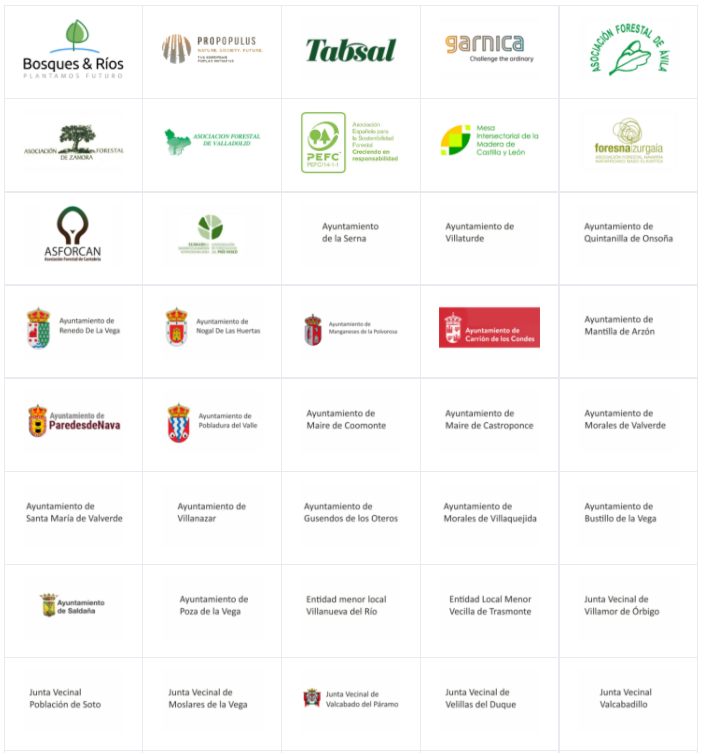 Bosques & Ríos
PLANTAMOS FUTURO
PROPOPULUS
NATURE. SOCIETY. FUTURE.
THE EUROPEAN
POPLAR INITIATIVE
Tabsal
garnica
Challenge the ordinary
ASOCIACIÓN FORESTAL DE ÁVILA
ASOCIACIÓN FORESTAL
DE ZAMORA
ASOCIACION FORESTAL
DE VALLADOLID
PEFC
PEFC/14-1-1
Asociación
Española para
la Sostenibilidad
Forestal
Creciendo en
responsabilidad
Mesa
Intersectorial de la
Madera de
Castilla y León
foresnaizurgaia
ASOCIACIÓN FORESTAL NAVARRA
ASFORCAN
Asociación Forestal de Cantabria
Ayuntamiento
de la Serna
Ayuntamiento de
Villaturde
Ayuntamiento de
Quintanilla de Onsoña
Ayuntamiento de
Renedo De La Vega
Ayuntamiento de
Nogal De Las Huertas
Ayuntamiento de
Manganeses de la Polvorosa
Ayuntamiento de
Carrión de los Condes
Ayuntamiento de
Mantilla de Arzón
Ayuntamiento de
ParedesdeNava
Ayuntamiento de
Pobladura del Valle
Ayuntamiento de
Maire de Coomonte
Ayuntamiento de
Maire de Castroponce
Ayuntamiento de
Morales de Valverde
Ayuntamiento de
Santa María de Valverde
Ayuntamiento de
Villanazar
Ayuntamiento de
Gusendos de los Oteros
Ayuntamiento de
Morales de Villaquejida
Ayuntamiento de
Bustillo de la Vega
Ayuntamiento
de Saldaña
Ayuntamiento de
Poza de la Vega
Entidad menor local
Villanueva del Río
Entidad Local Menor
Vecilla de Trasmonte
Junta Vecinal de
Villamor de Órbigo
Junta Vecinal
Población de Soto
Junta Vecinal de
Moslares de la Vega
Junta Vecinal de
Valcabado del Páramo
Junta Vecinal de
Velillas del Duque
Junta Vecinal
Valcabadillo